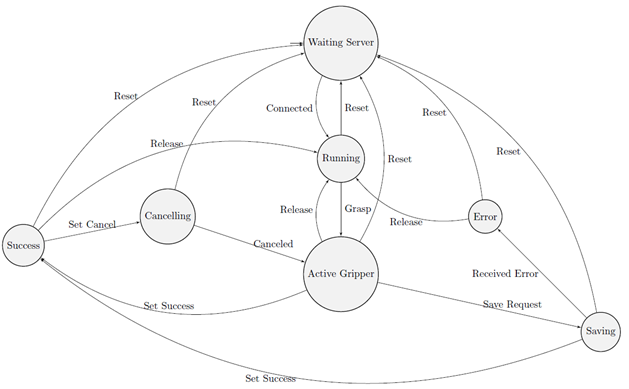 Waiting Server
Reset
Reset
Connected
Reset
Reset
Release
Running
Reset
Reset
Cancelling
Release
Grasp
Release
Error
Set Cancel
Success
Canceled
Active Gripper
Received Error
Set Success
Save Request
Saving
Set Success